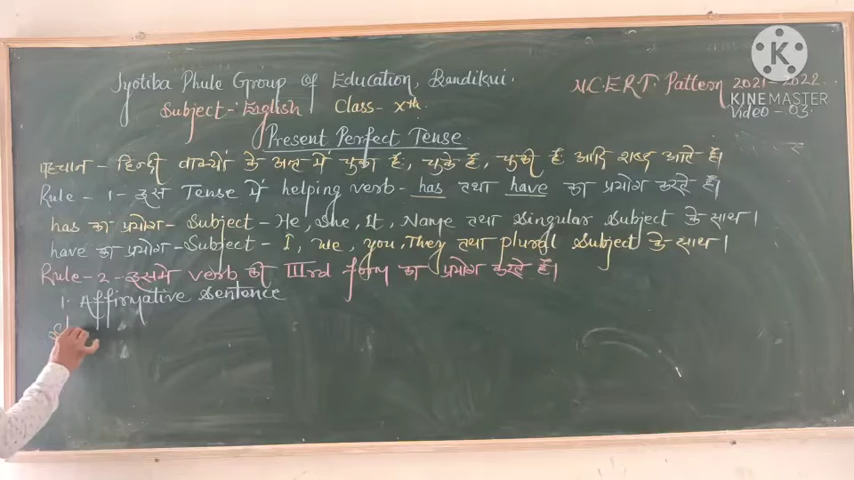 Jyotiba Phule Group of Education, Bandikui.
N.C.E.R.T. Pattern 2021-2022
Subject - English Class - Xth.
KINEMASTER
Video - 03
Present Perfect Tense
पहचान - हिन्दी वाक्यों के अन्त में चुका है, चुके हैं, चुकी है आदि शब्द आते हैं।
Rule - 1 - इस Tense में helping verb - has तथा have का प्रयोग करते हैं।
has का प्रयोग - Subject - He, She, It, Name तथा Singular Subject के साथ।
have का प्रयोग - Subject - I, We, you, They तथा plural Subject के साथ।
Rule - 2 - इसमे verb की IIIrd form का प्रयोग करते हैं।
1. Affirmative Sentence